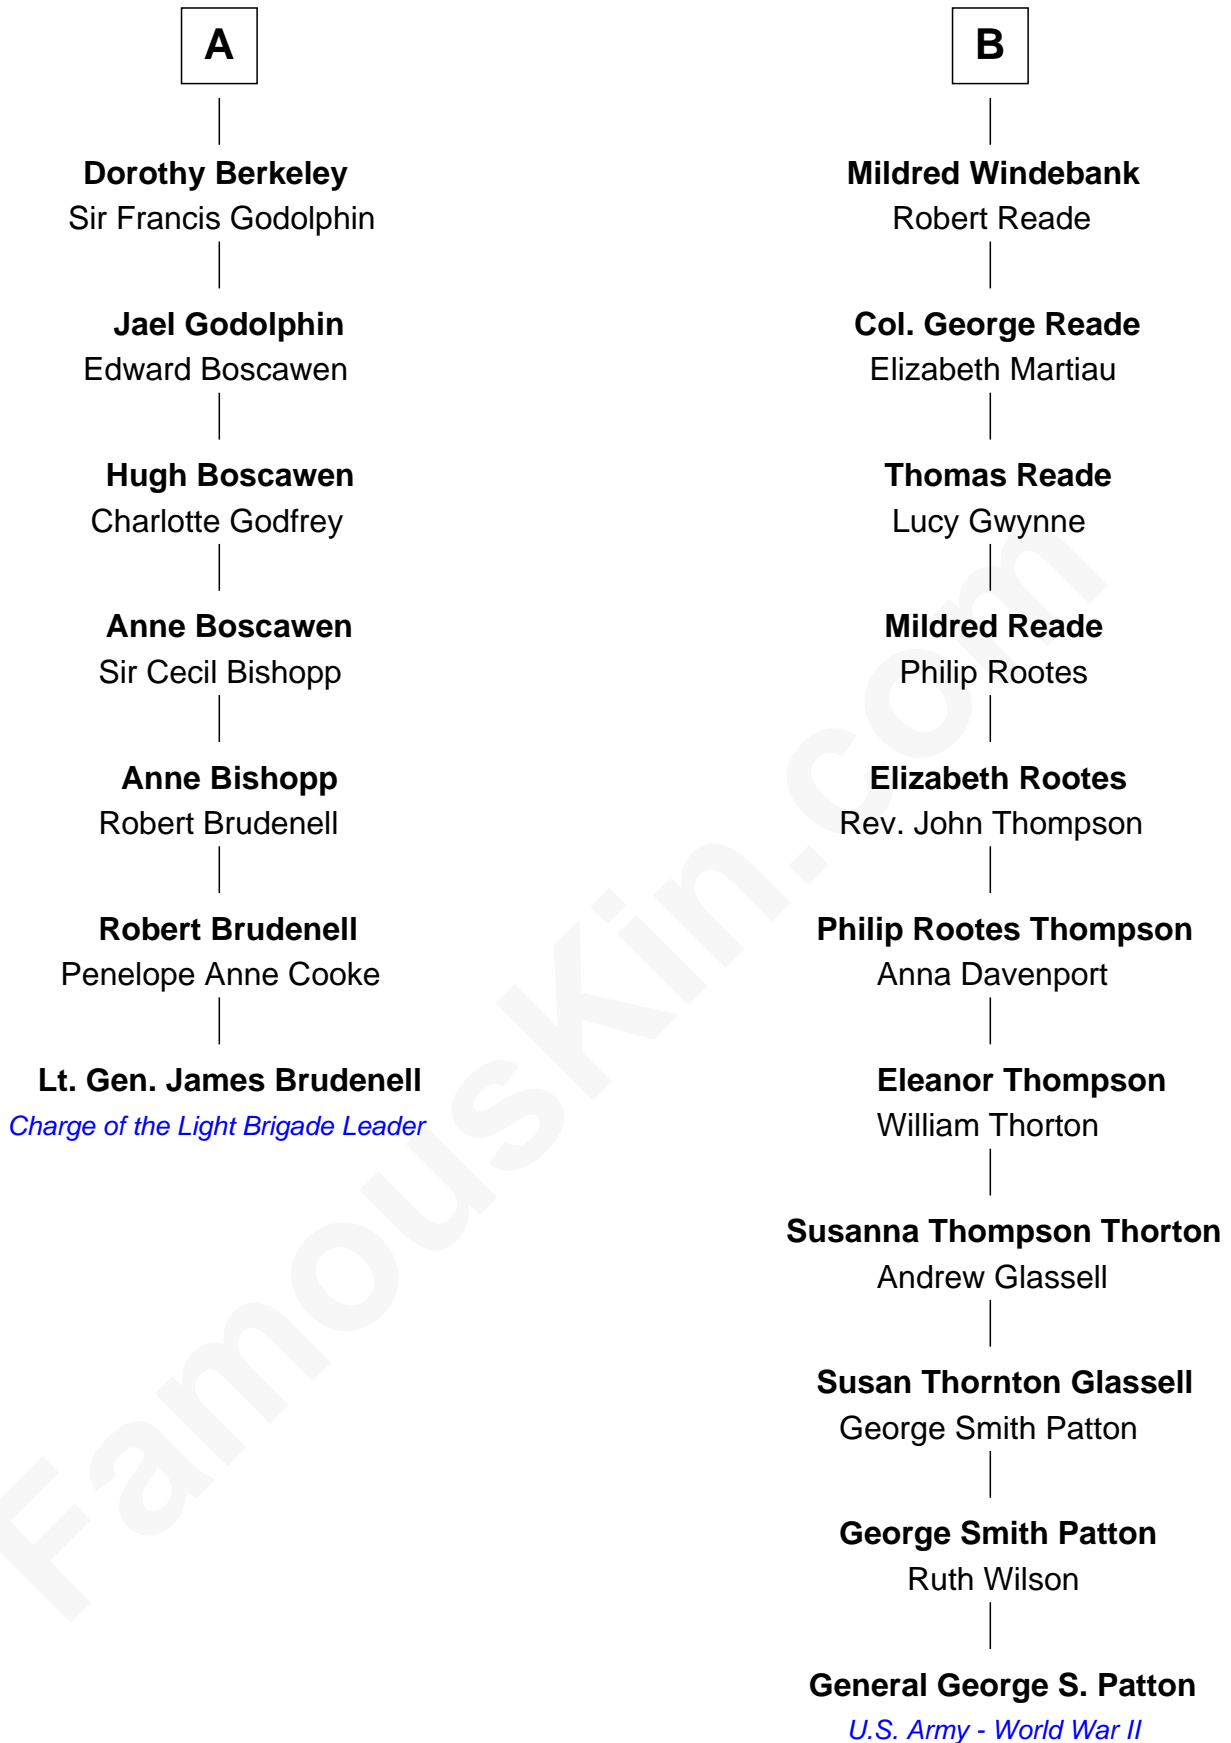 A
Dorothy Berkeley
Sir Francis Godolphin
Jael Godolphin
Edward Boscawen
Hugh Boscawen
Charlotte Godfrey
Anne Boscawen
Sir Cecil Bishopp
Anne Bishopp
Robert Brudenell
Robert Brudenell
Penelope Anne Cooke
Lt. Gen. James Brudenell
Charge of the Light Brigade Leader
B
Mildred Windebank
Robert Reade
Col. George Reade
Elizabeth Martiau
Thomas Reade
Lucy Gwynne
Mildred Reade
Philip Rootes
Elizabeth Rootes
Rev. John Thompson
Philip Rootes Thompson
Anna Davenport
Eleanor Thompson
William Thorton
Susanna Thompson Thorton
Andrew Glassell
Susan Thornton Glassell
George Smith Patton
George Smith Patton
Ruth Wilson
General George S. Patton
U.S. Army - World War II
FamousKin.com